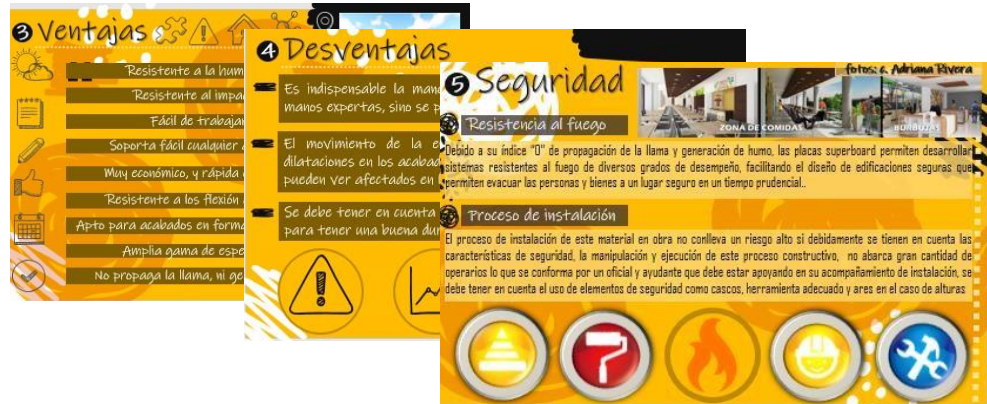 3 Ventajas
Resistente a la hum
Resistente al impa
Fácil de trabajar
Soporta fácil cualquier
Muy económico, y rápida
Resistente a los flexión
Apto para acabados en form
Amplia gama de espe
No propaga la llama, ni ge
4 Desventajas
Es indispensable la man
manos expertas, sino se p
El movimiento de la e
dilataciones en los acabad
pueden ver afectados en
Se debe tener en cuenta
para tener una buena dur
5 Seguridad
fotos: c. Adriana Rivera
ZONA DE COMIDAS
BURBUJAS
Resistencia al fuego
Debido a su índice "0" de propagación de la llama y generación de humo, las placas superboard permiten desarrollar
sistemas resistentes al fuego de diversos grados de desempeño, facilitando el diseño de edificaciones seguras que
permiten evacuar las personas y bienes a un lugar seguro en un tiempo prudencial..
Proceso de instalación
El proceso de instalación de este material en obra no conlleva un riesgo alto si debidamente se tienen en cuenta las
características de seguridad, la manipulación y ejecución de este proceso constructivo, no abarca gran cantidad de
operarios lo que se conforma por un oficial y ayudante que debe estar apoyando en su acompañamiento de instalación, se
debe tener en cuenta el uso de elementos de seguridad como cascos, herramienta adecuado y ares en el caso de alturas